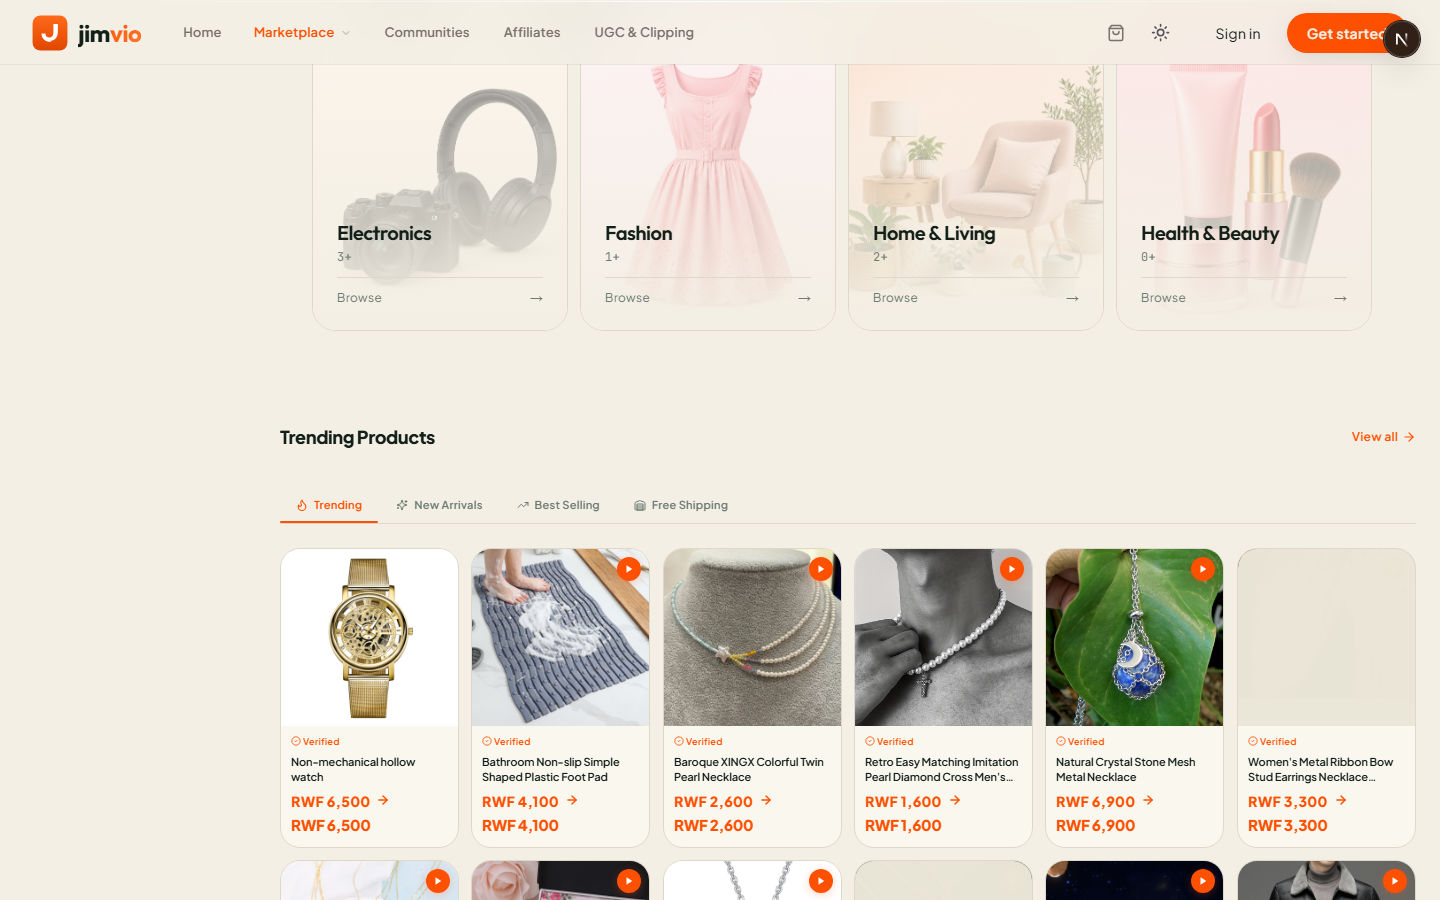 jimvio
Home
Marketplace
Communities
Affiliates
UGC & Clipping
Sign in
Get started
N
Electronics
3+
Browse →
Fashion
1+
Browse →
Home & Living
2+
Browse →
Health & Beauty
0+
Browse →
Trending Products
View all →
Trending
New Arrivals
Best Selling
Free Shipping
Verified
Non-mechanical hollow
watch
RWF 6,500 →
RWF 6,500
Verified
Bathroom Non-slip Simple
Shaped Plastic Foot Pad
RWF 4,100 →
RWF 4,100
Verified
Baroque XINGX Colorful Twin
Pearl Necklace
RWF 2,600 →
RWF 2,600
Verified
Retro Easy Matching Imitation
Pearl Diamond Cross Men's...
RWF 1,600 →
RWF 1,600
Verified
Natural Crystal Stone Mesh
Metal Necklace
RWF 6,900 →
RWF 6,900
Verified
Women's Metal Ribbon Bow
Stud Earrings Necklace...
RWF 3,300 →
RWF 3,300